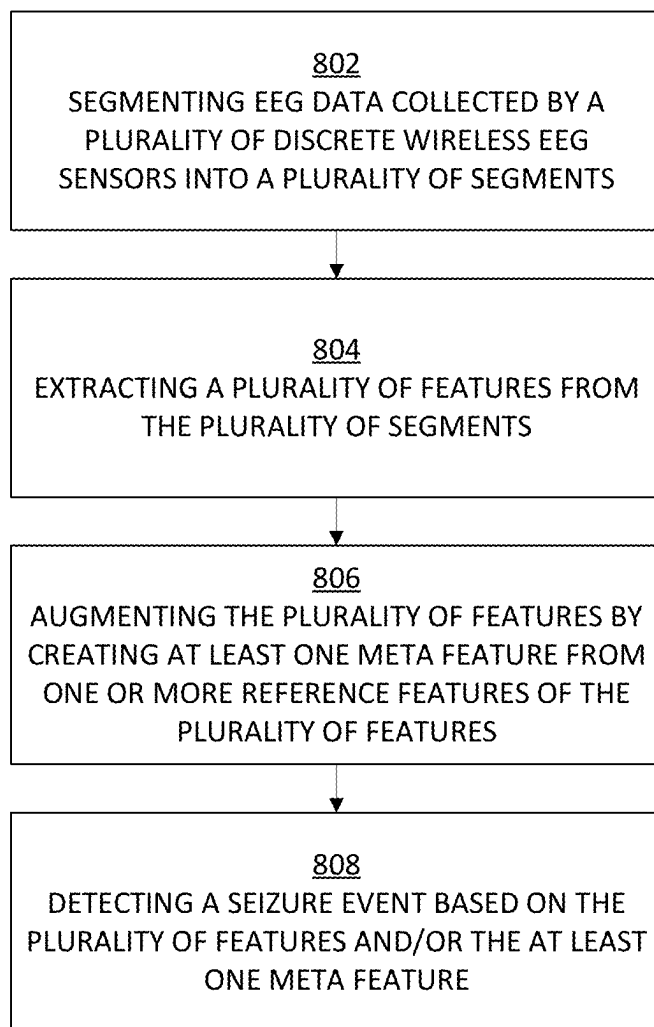 802
SEGMENTING EEG DATA COLLECTED BY A
PLURALITY OF DISCRETE WIRELESS EEG
SENSORS INTO A PLURALITY OF SEGMENTS
804
EXTRACTING A PLURALITY OF FEATURES FROM
THE PLURALITY OF SEGMENTS
806
AUGMENTING THE PLURALITY OF FEATURES BY
CREATING AT LEAST ONE META FEATURE FROM
ONE OR MORE REFERENCE FEATURES OF THE
PLURALITY OF FEATURES
808
DETECTING A SEIZURE EVENT BASED ON THE
PLURALITY OF FEATURES AND/OR THE AT LEAST
ONE META FEATURE